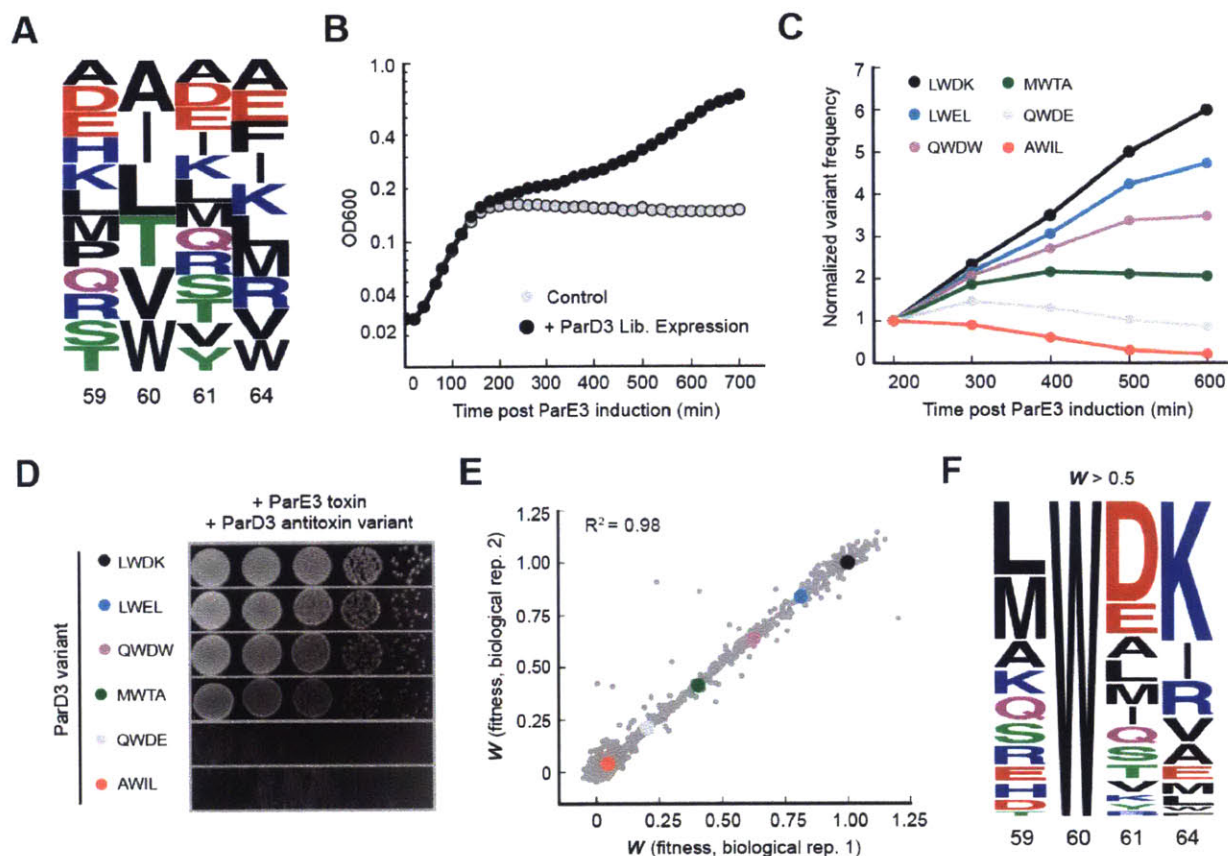 A
A A A A
D I D E
E L E F
H T I I
K V K K
L W L L
M M M
P Q R
Q R V
R S W
S T
T V
Y
59 60 61 64
B
OD600
1.0
0.4
0.2
0.1
0.04
0.02
Control
+ ParD3 Lib. Expression
0 100 200 300 400 500 600 700
Time post ParE3 induction (min)
C
Normalized variant frequency
7
6
5
4
3
2
1
0
LWDK
LWEL
QWDW
MWTA
QWDE
AWIL
200 300 400 500 600
Time post ParE3 induction (min)
D
+ ParE3 toxin
+ ParD3 antitoxin variant
ParD3 variant
LWDK
LWEL
QWDW
MWTA
QWDE
AWIL
E
R² = 0.98
W (fitness, biological rep. 2)
1.25
1.00
0.75
0.50
0.25
0
0 0.25 0.50 0.75 1.00 1.25
W (fitness, biological rep. 1)
F
W > 0.5
L W D K
M E I
A A R
K L V
Q M A
S I E
R Q M
E S L
H T W
D V
T K
Y
59 60 61 64